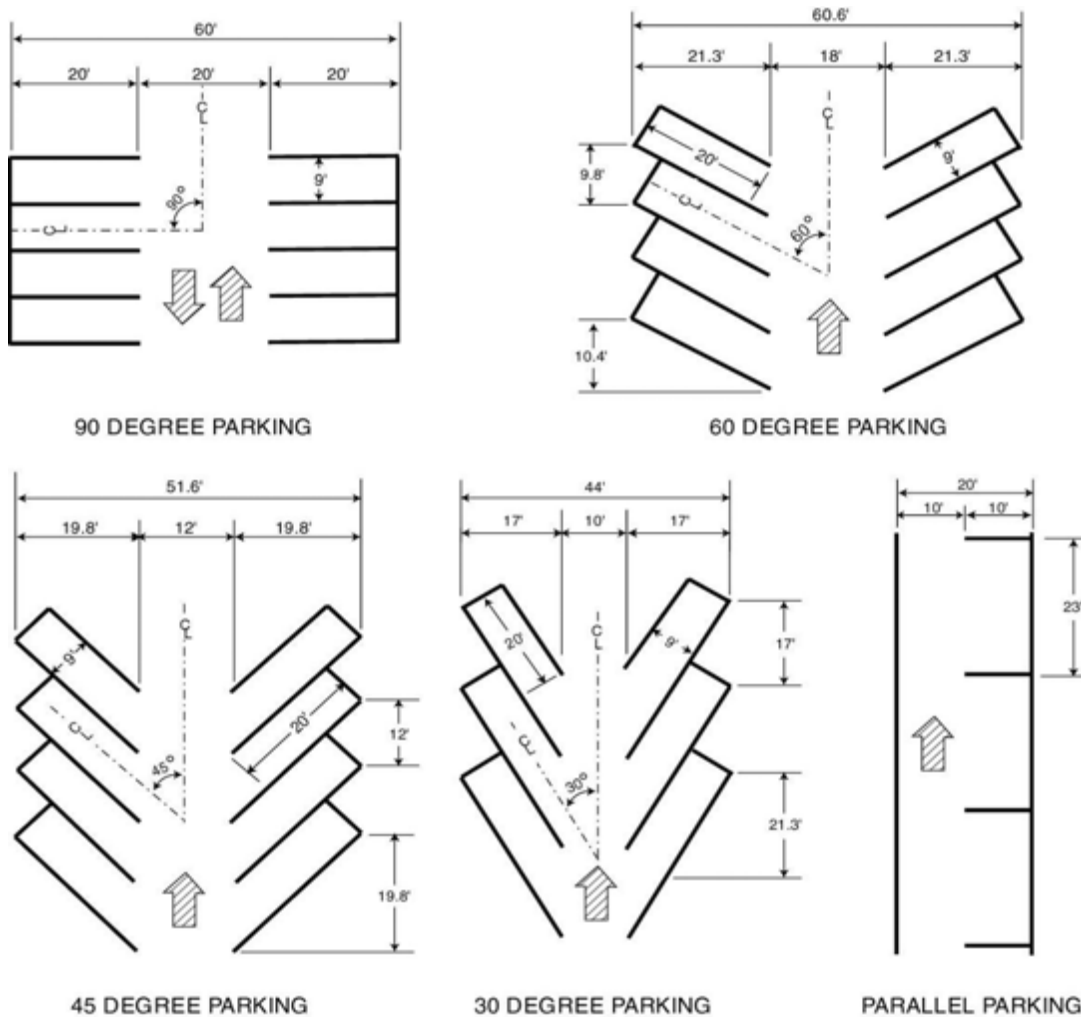 60'
20' 20' 20'
CL
9'
90°
CL
90 DEGREE PARKING
60.6'
21.3' 18' 21.3'
CL
20'
9'
9.8'
60°
CL
10.4'
60 DEGREE PARKING
51.6'
19.8' 12' 19.8'
CL
9'
20'
CL
12'
45°
19.8'
45 DEGREE PARKING
44'
17' 10' 17'
CL
20'
9'
17'
CL
30°
21.3'
30 DEGREE PARKING
20'
10' 10'
23'
PARALLEL PARKING